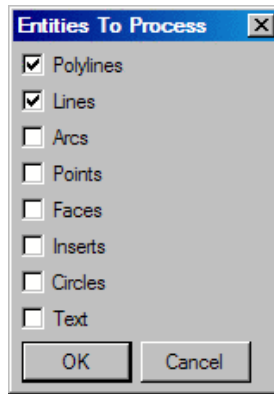 Entities To Process
Polylines
Lines
Arcs
Points
Faces
Inserts
Circles
Text
OK Cancel